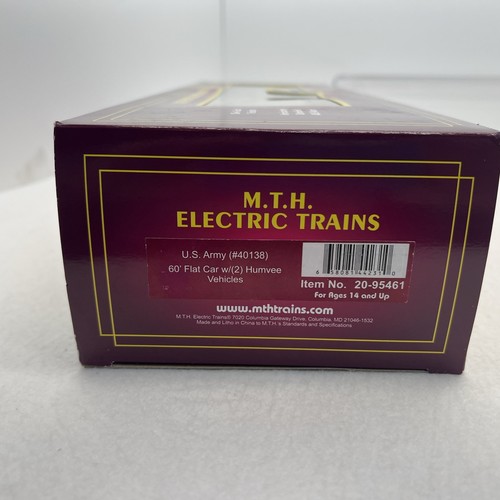 M.T.H.
ELECTRIC TRAINS
U.S. Army (#40138)
60' Flat Car w/(2) Humvee
Vehicles
Item No. 20-95461
For Ages 14 and Up
www.mthtrains.com
M.T.H. Electric Trains® 7020 Columbia Gateway Drive, Columbia, MD 21046-1532
Made and Litho in China to M.T.H.'s Standards and Specifications